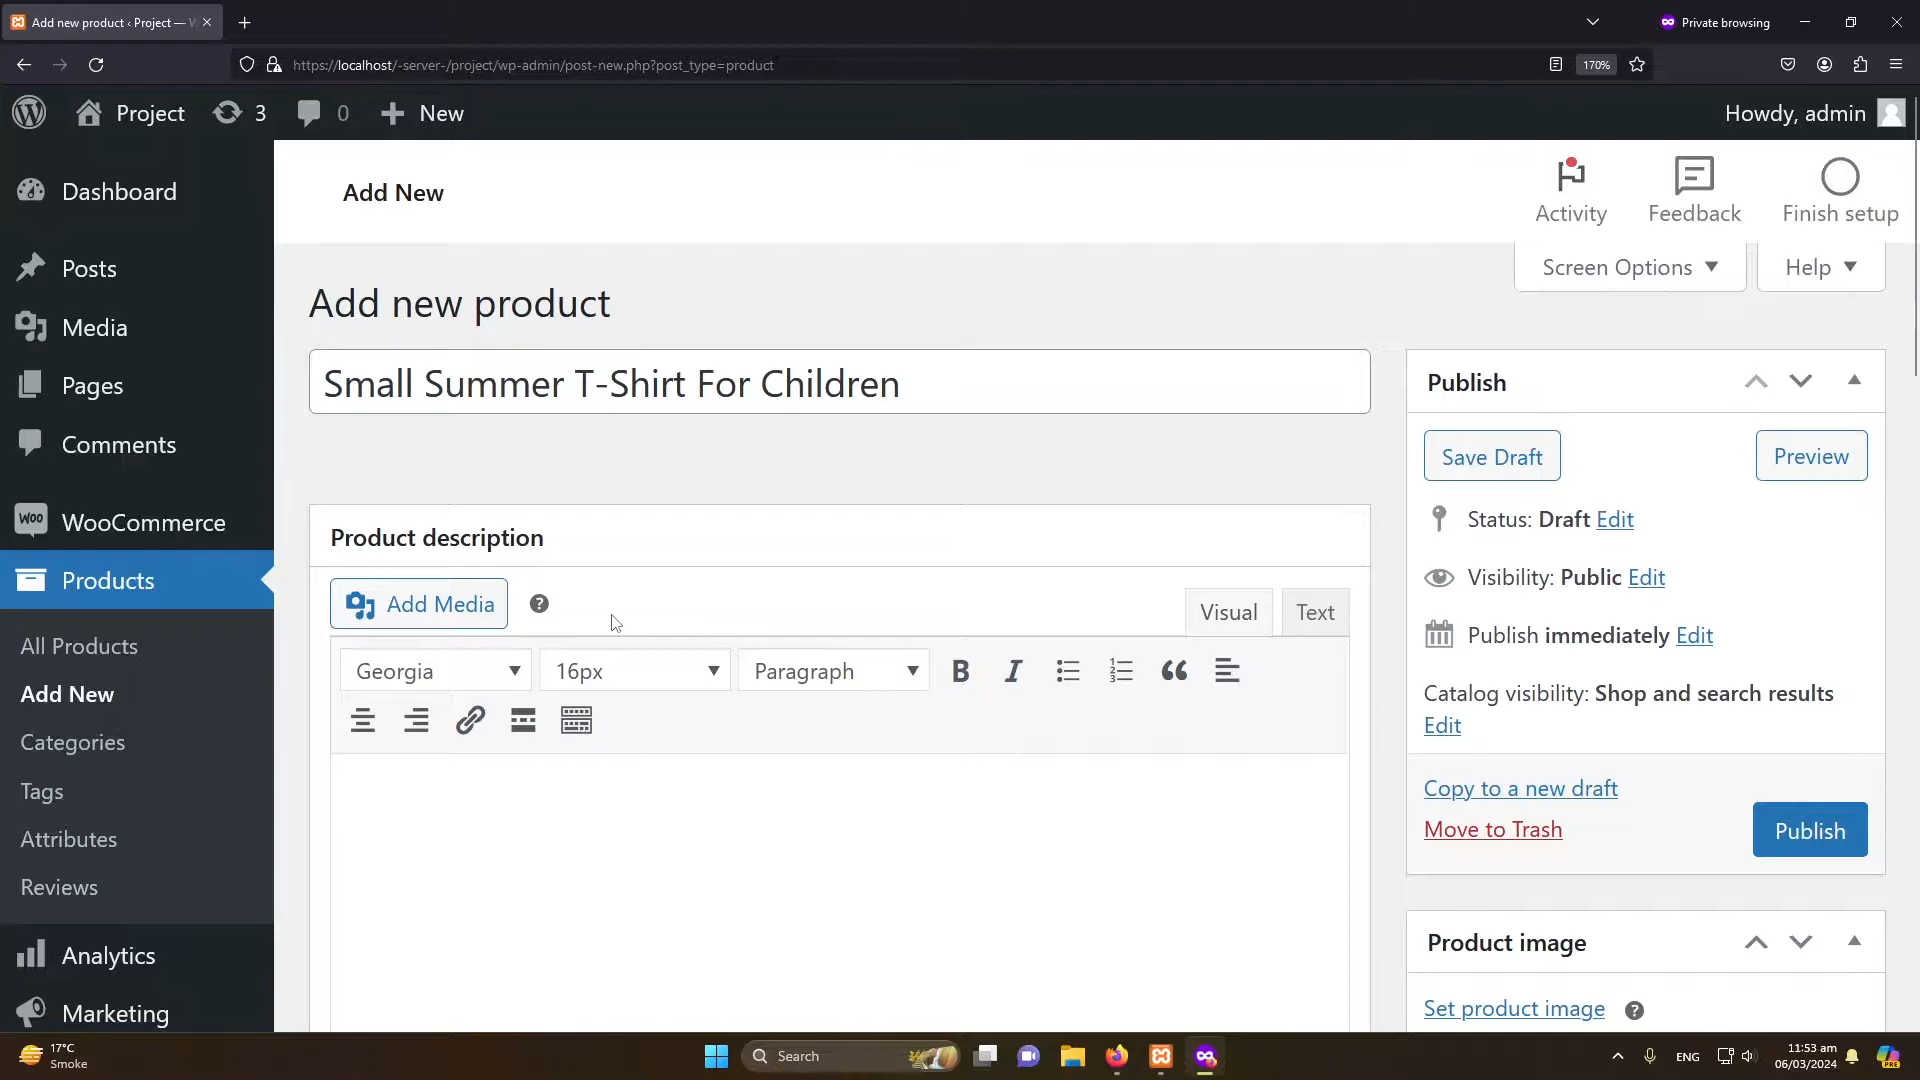 Add new product ‹ Project — W
Private browsing
https://localhost/-server-/project/wp-admin/post-new.php?post_type=product
170%
Project
3
0
New
Howdy, admin
Dashboard
Posts
Media
Pages
Comments
WooCommerce
Products
All Products
Add New
Categories
Tags
Attributes
Reviews
Analytics
Marketing
Add New
Activity
Feedback
Finish setup
Screen Options
Help
Add new product
Small Summer T-Shirt For Children
Product description
Add Media
Visual
Text
Georgia
16px
Paragraph
Publish
Save Draft
Preview
Status: Draft Edit
Visibility: Public Edit
Publish immediately Edit
Catalog visibility: Shop and search results
Edit
Copy to a new draft
Move to Trash
Publish
Product image
Set product image
17°C
Smoke
Search
ENG
11:53 am
06/03/2024